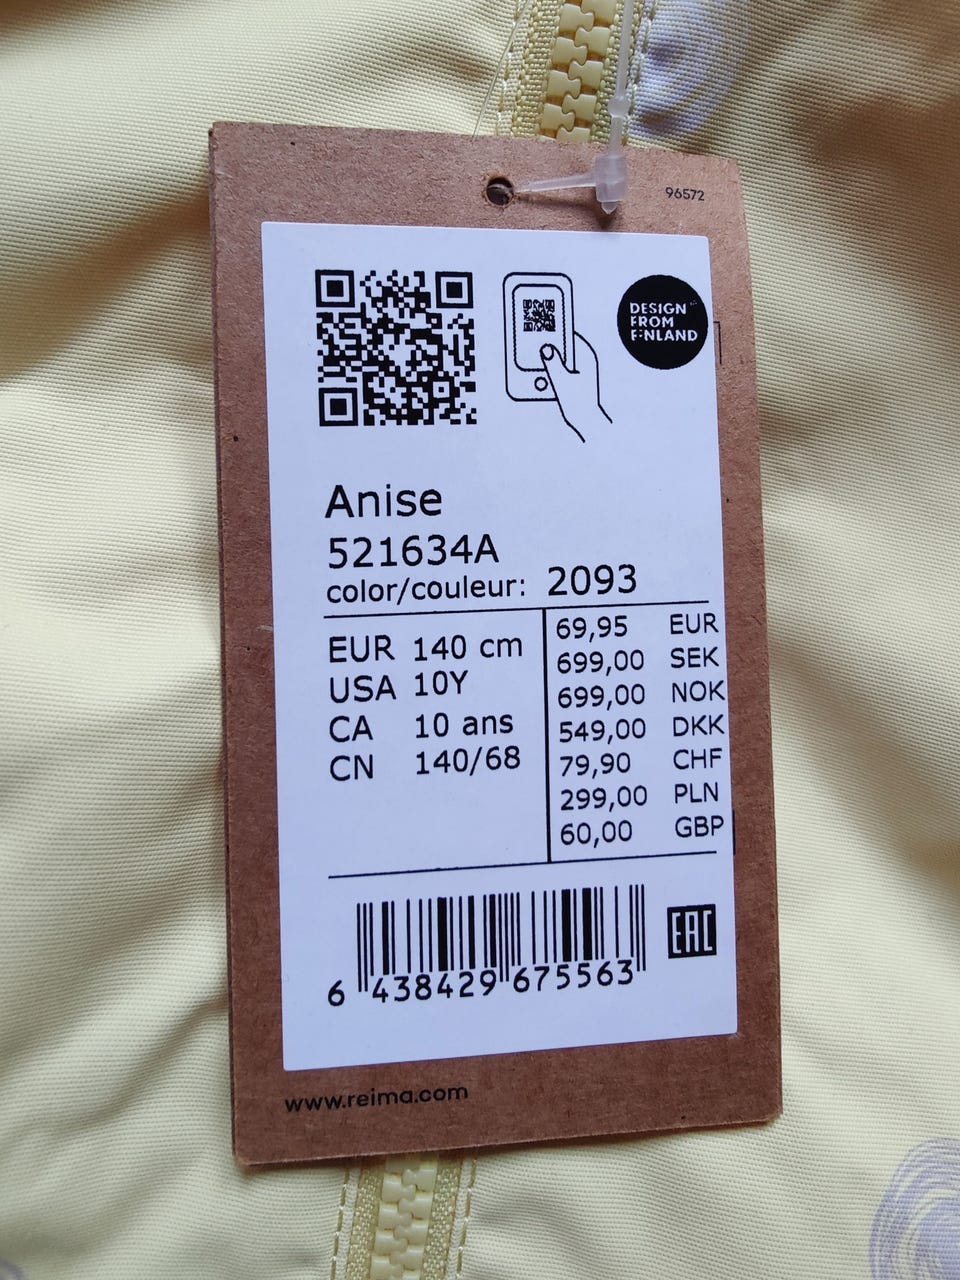 96572
DESIGN
FROM
FINLAND
Anise
521634A
color/couleur: 2093
EUR 140 cm
USA 10Y
CA 10 ans
CN 140/68
69,95 EUR
699,00 SEK
699,00 NOK
549,00 DKK
79,90 CHF
299,00 PLN
60,00 GBP
EAC
6 438429 675563
www.reima.com